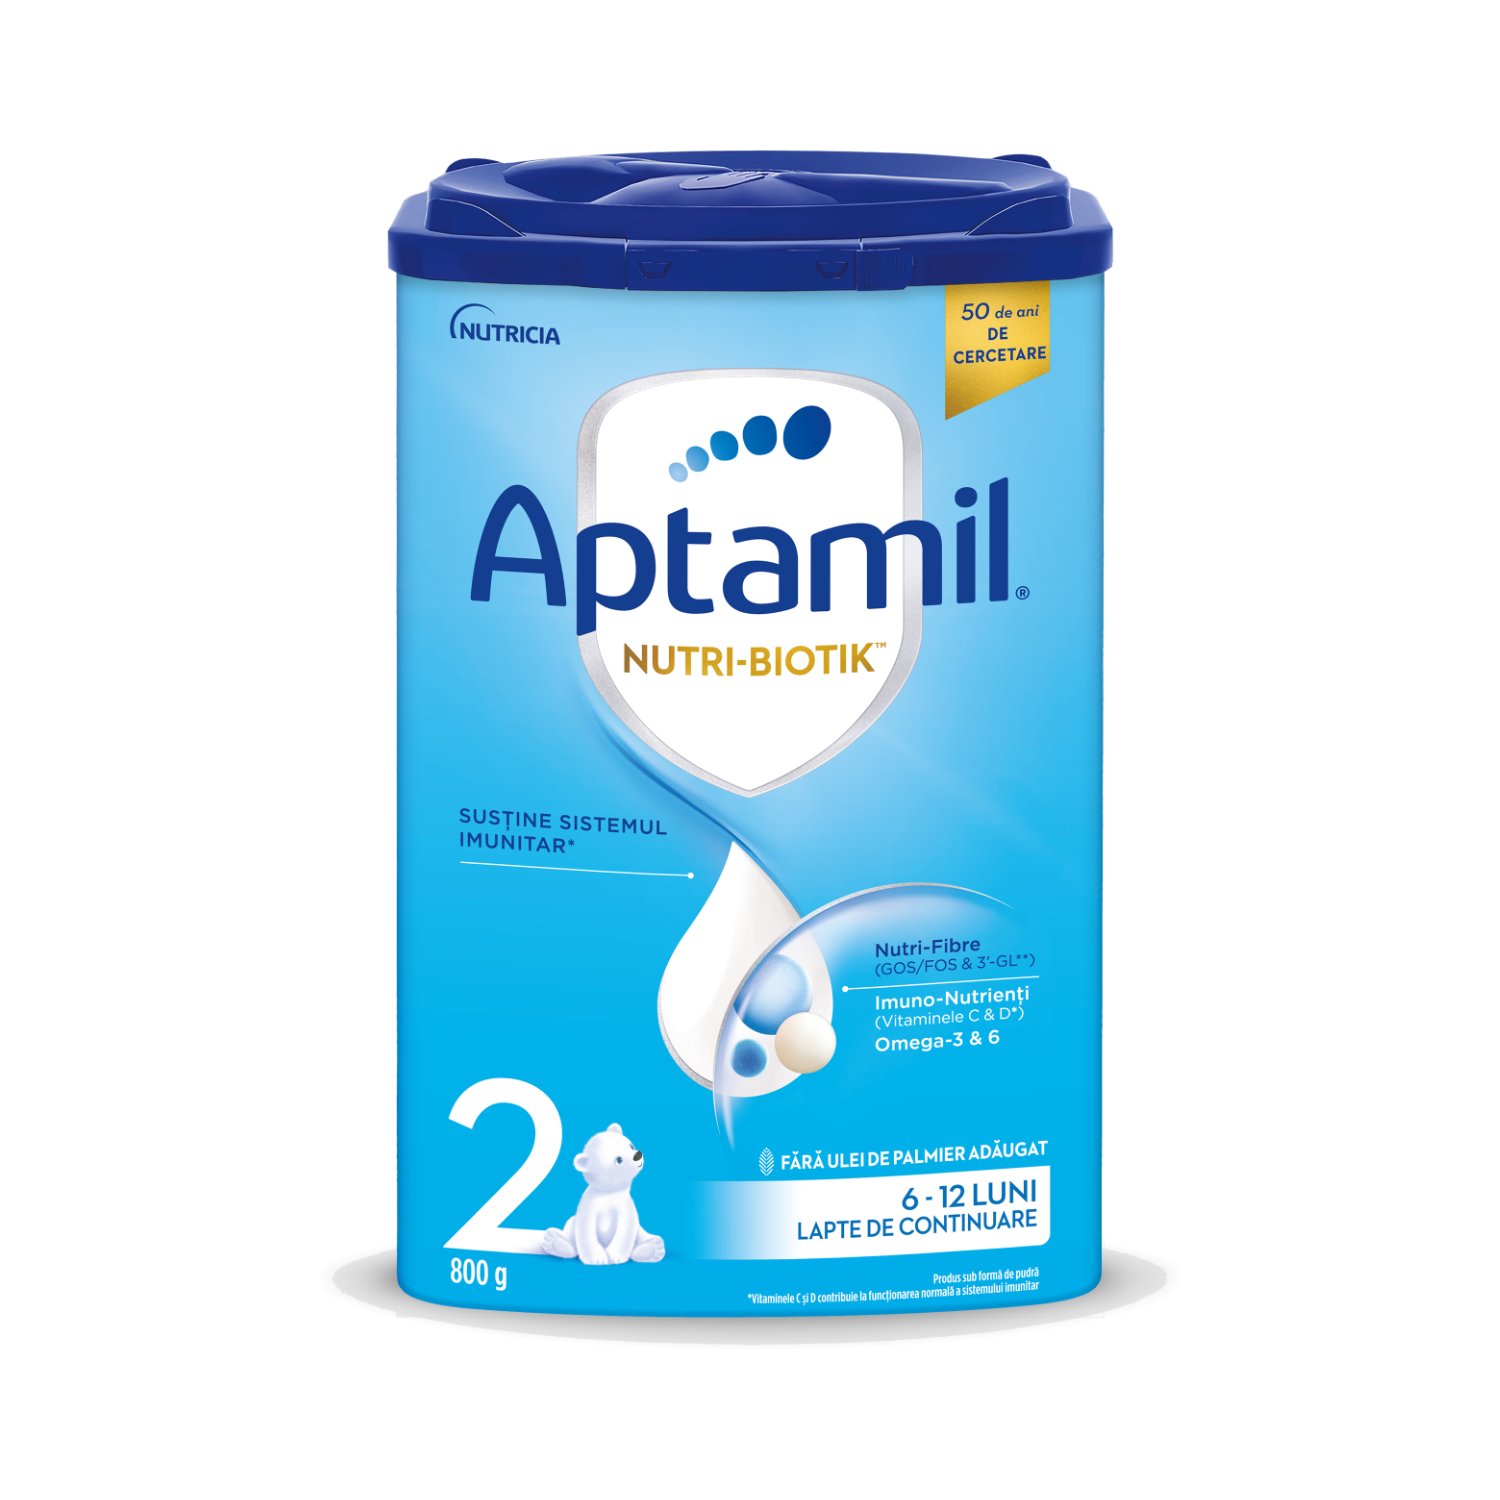 NUTRICIA
50 de ani
DE
CERCETARE
Aptamil®
NUTRI-BIOTIK™
SUSȚINE SISTEMUL
IMUNITAR*
Nutri-Fibre
(GOS/FOS & 3'-GL**)
Imuno-Nutrienți
(Vitaminele C & D*)
Omega-3 & 6
2
800 g
FĂRĂ ULEI DE PALMIER ADĂUGAT
6 - 12 LUNI
LAPTE DE CONTINUARE
Produs sub formă de pudră
*Vitaminele C și D contribuie la funcționarea normală a sistemului imunitar